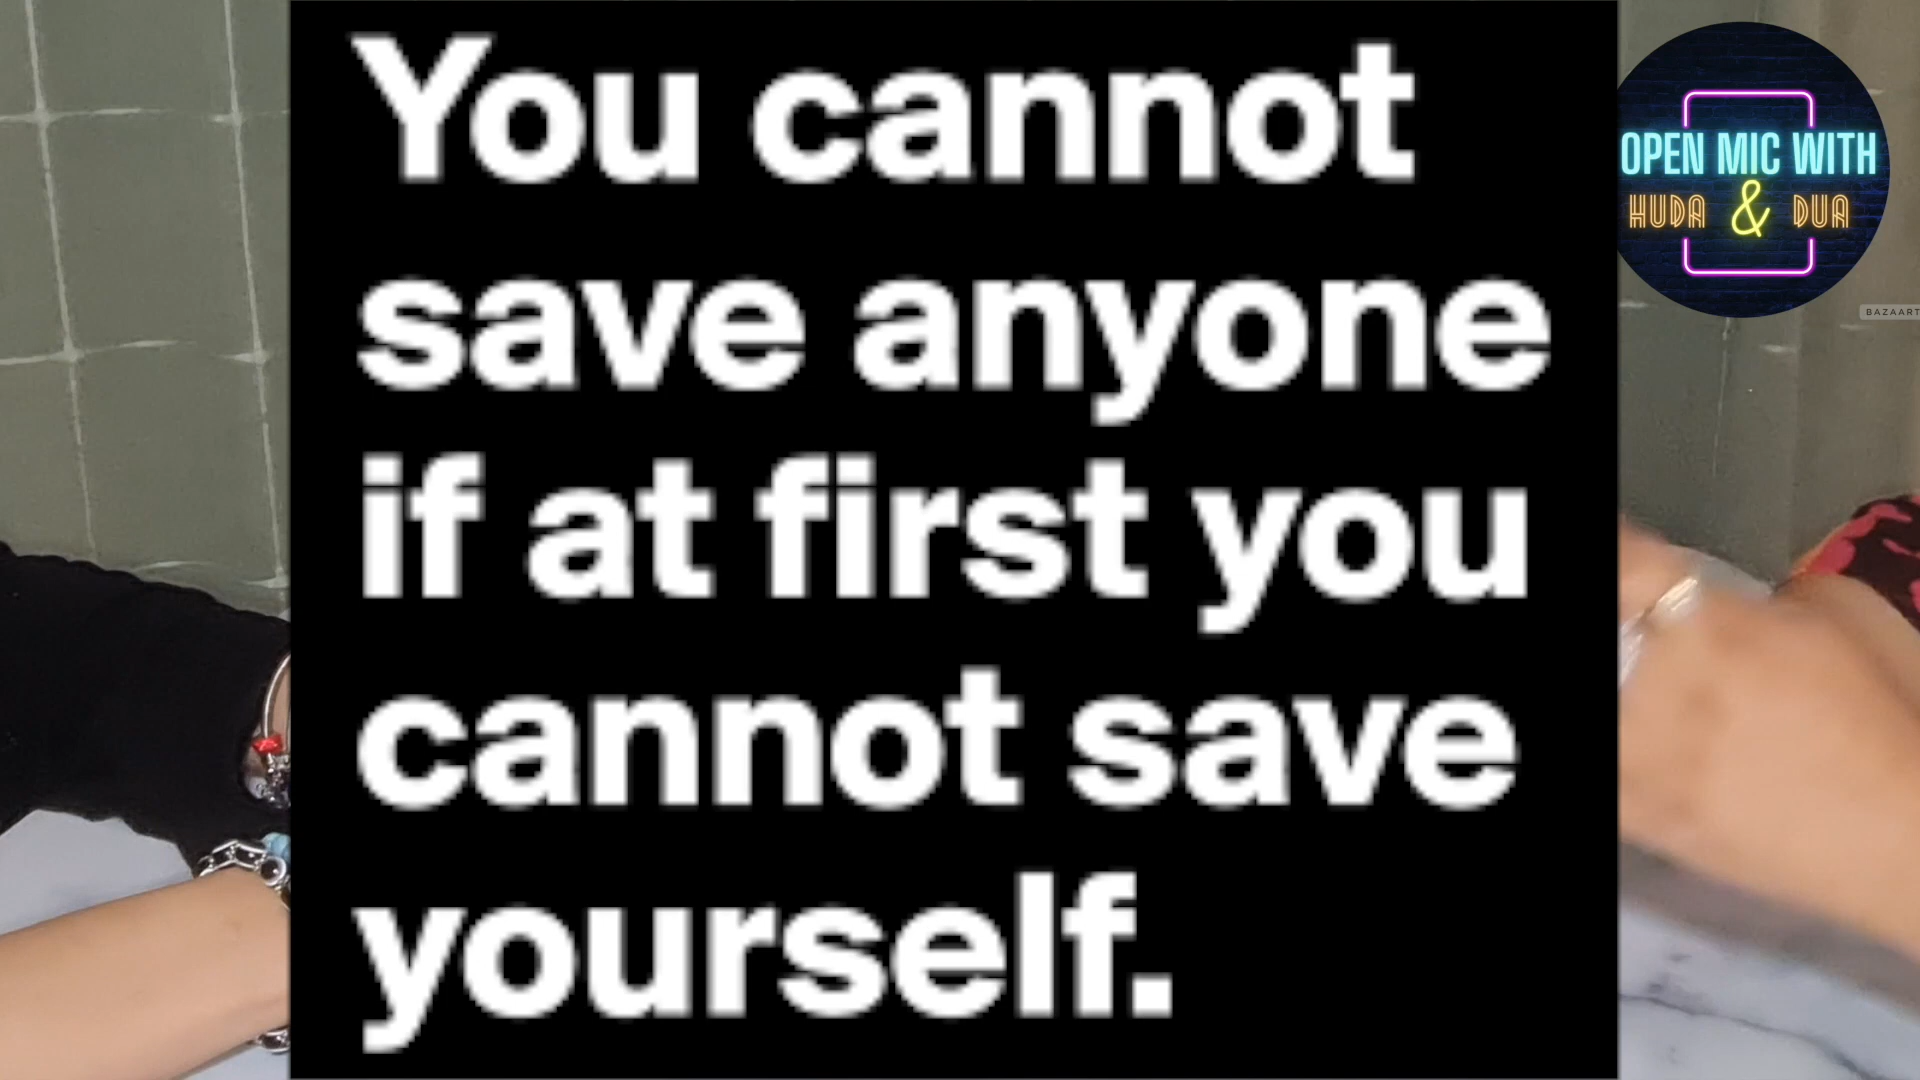 You cannot
save anyone
if at first you
cannot save
yourself.
OPEN MIC WITH
HUDA & DUA
BAZAART